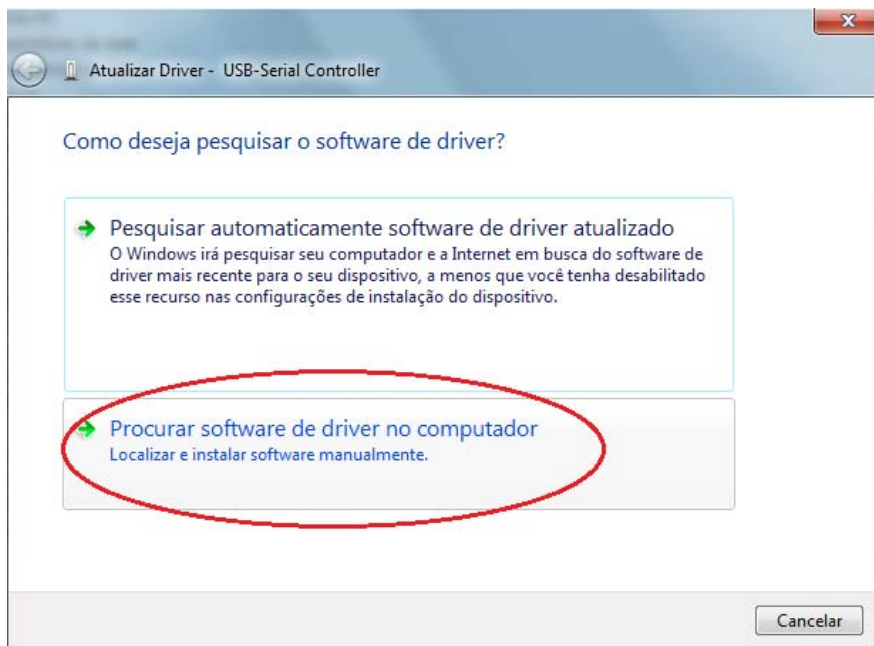 Atualizar Driver - USB-Serial Controller
Como deseja pesquisar o software de driver?
Pesquisar automaticamente software de driver atualizado
O Windows irá pesquisar seu computador e a Internet em busca do software de
driver mais recente para o seu dispositivo, a menos que você tenha desabilitado
esse recurso nas configurações de instalação do dispositivo.
Procurar software de driver no computador
Localizar e instalar software manualmente.
Cancelar